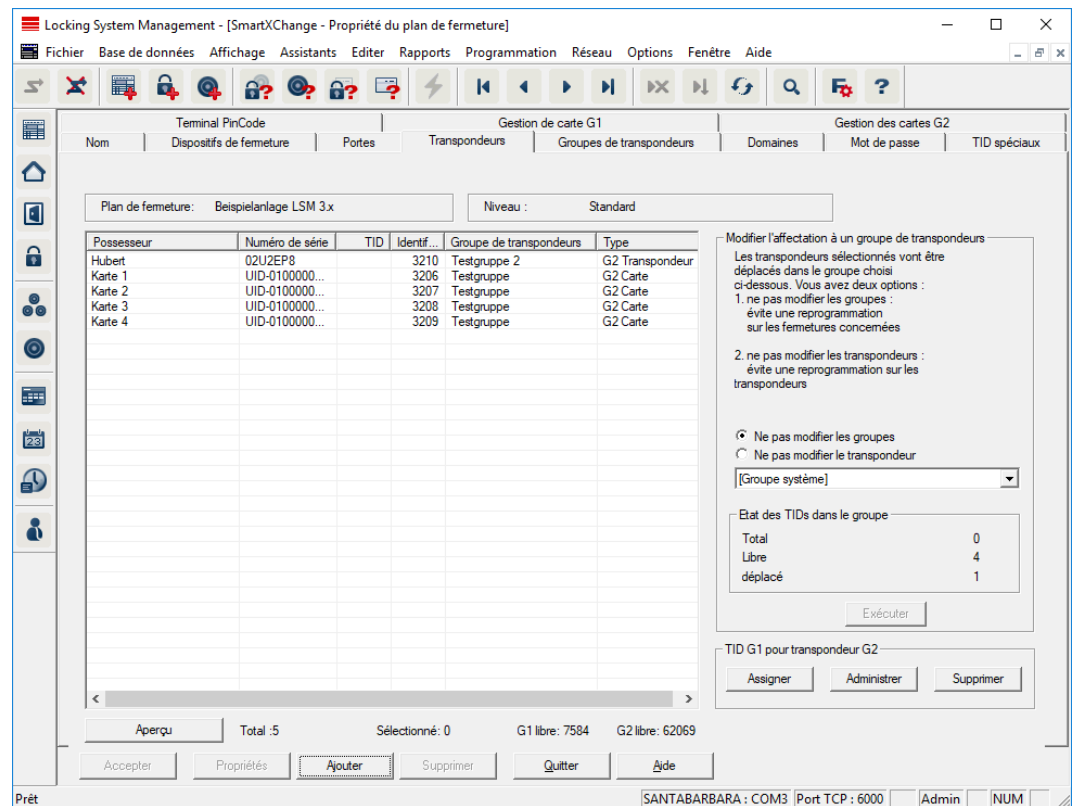 Locking System Management - [SmartXChange - Propriété du plan de fermeture]
Fichier Base de données Affichage Assistants Editer Rapports Programmation Réseau Options Fenêtre Aide
Terminal PinCode Gestion de carte G1 Gestion des cartes G2
Nom Dispositifs de fermeture Portes Transpondeurs Groupes de transpondeurs Domaines Mot de passe TID spéciaux
Plan de fermeture: Beispielanlage LSM 3.x Niveau : Standard
Possesseur Numéro de série TID Identif... Groupe de transpondeurs Type
Hubert 02U2EP8 3210 Testgruppe 2 G2 Transpondeur
Karte 1 UID-0100000... 3206 Testgruppe G2 Carte
Karte 2 UID-0100000... 3207 Testgruppe G2 Carte
Karte 3 UID-0100000... 3208 Testgruppe G2 Carte
Karte 4 UID-0100000... 3209 Testgruppe G2 Carte
Modifier l'affectation à un groupe de transpondeurs
Les transpondeurs sélectionnés vont être
déplacés dans le groupe choisi
ci-dessous. Vous avez deux options :
1. ne pas modifier les groupes :
évite une reprogrammation
sur les fermetures concernées
2. ne pas modifier les transpondeurs :
évite une reprogrammation sur les
transpondeurs
Ne pas modifier les groupes
Ne pas modifier le transpondeur
[Groupe système]
Etat des TIDs dans le groupe
Total 0
Libre 4
déplacé 1
Exécuter
TID G1 pour transpondeur G2
Assigner Administrer Supprimer
Aperçu Total :5 Sélectionné: 0 G1 libre: 7584 G2 libre: 62069
Accepter Propriétés Ajouter Supprimer Quitter Aide
Prêt SANTABARBARA : COM3 Port TCP : 6000 Admin NUM